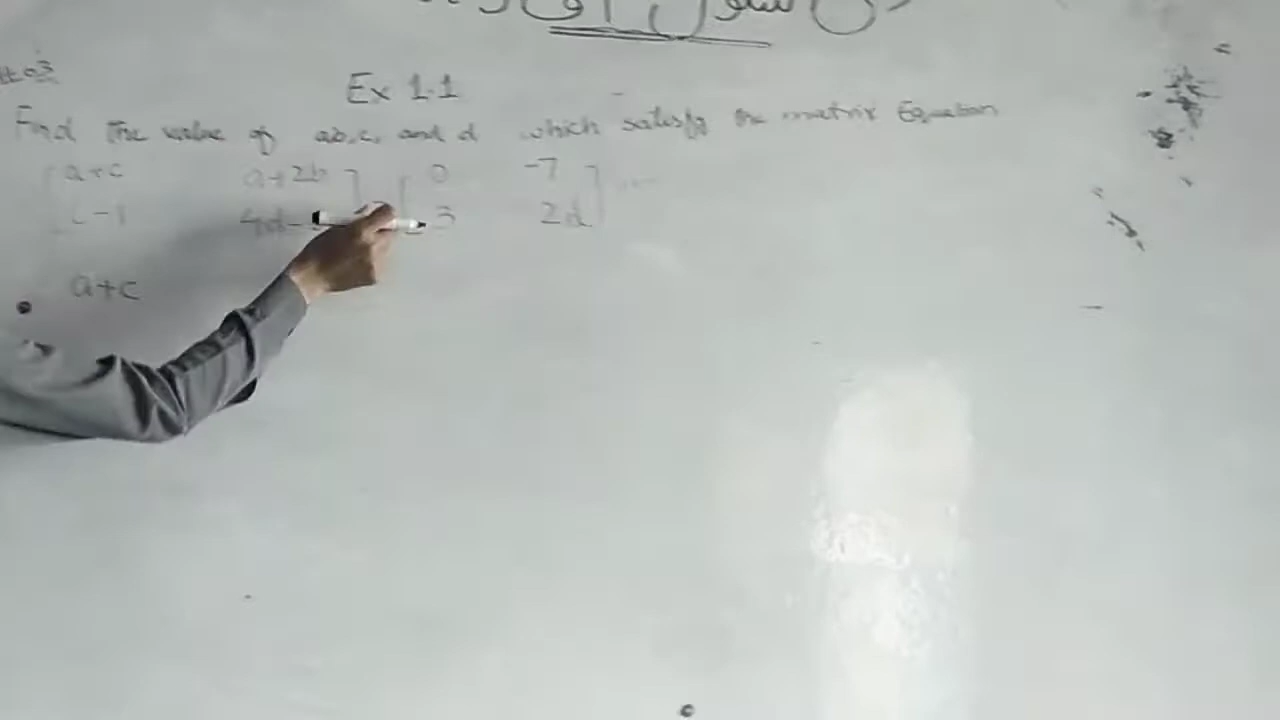 Ex 1.1
Find the value of a,b,c, and d which satisfy the matrix Equation
a+c a+2b 0 -7
c-1 4d- 3 2d
a+c